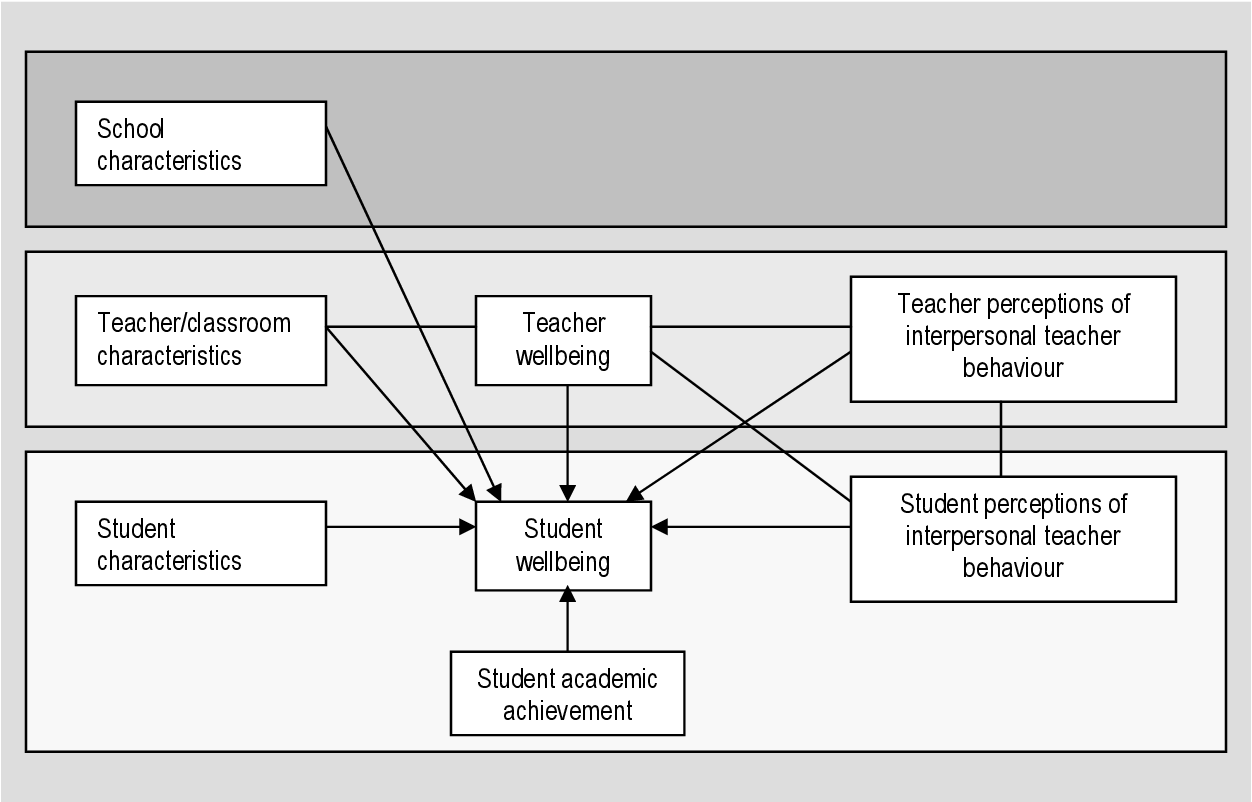 School
characteristics
Teacher/classroom
characteristics
Teacher
wellbeing
Teacher perceptions of
interpersonal teacher
behaviour
Student
characteristics
Student
wellbeing
Student perceptions of
interpersonal teacher
behaviour
Student academic
achievement